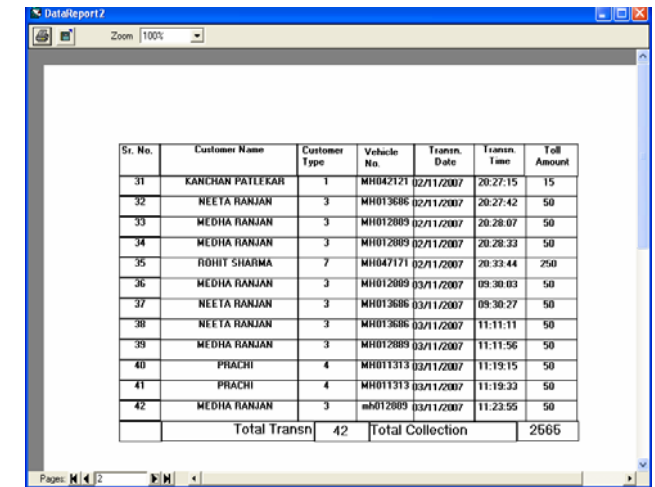 DataReport2
Zoom 100%
Sr. No. Customer Name Customer Type Vehicle No. Transn. Date Transn. Time Toll Amount
31 KANCHAN PATLEKAR 1 MH042121 02/11/2007 20:27:15 15
32 NEETA RANJAN 3 MH013686 02/11/2007 20:27:42 50
33 MEDHA RANJAN 3 MH012889 02/11/2007 20:28:07 50
34 MEDHA RANJAN 3 MH012889 02/11/2007 20:28:33 50
35 ROHIT SHARMA 7 MH047171 02/11/2007 20:33:44 250
36 MEDHA RANJAN 3 MH012889 03/11/2007 09:30:03 50
37 NEETA RANJAN 3 MH013686 03/11/2007 09:30:27 50
38 NEETA RANJAN 3 MH013686 03/11/2007 11:11:11 50
39 MEDHA RANJAN 3 MH012889 03/11/2007 11:11:56 50
40 PRACHI 4 MH011313 03/11/2007 11:19:15 50
41 PRACHI 4 MH011313 03/11/2007 11:19:33 50
42 MEDHA RANJAN 3 mh012889 03/11/2007 11:23:55 50
Total Transn 42 Total Collection 2565
Pages: 2